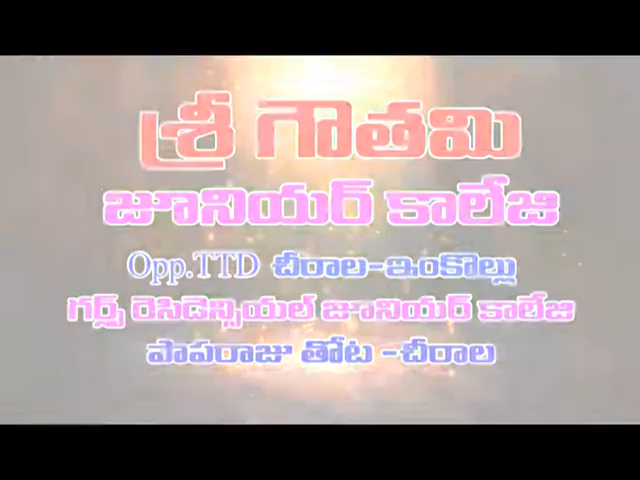 శ్రీ గౌతమి
జూనియర్ కాలేజి
Opp.TTD చీరాల-ఇంకొల్లు
గర్ల్స్ రెసిడెన్సియల్ జూనియర్ కాలేజి
పాపరాజు తోట -చీరాల